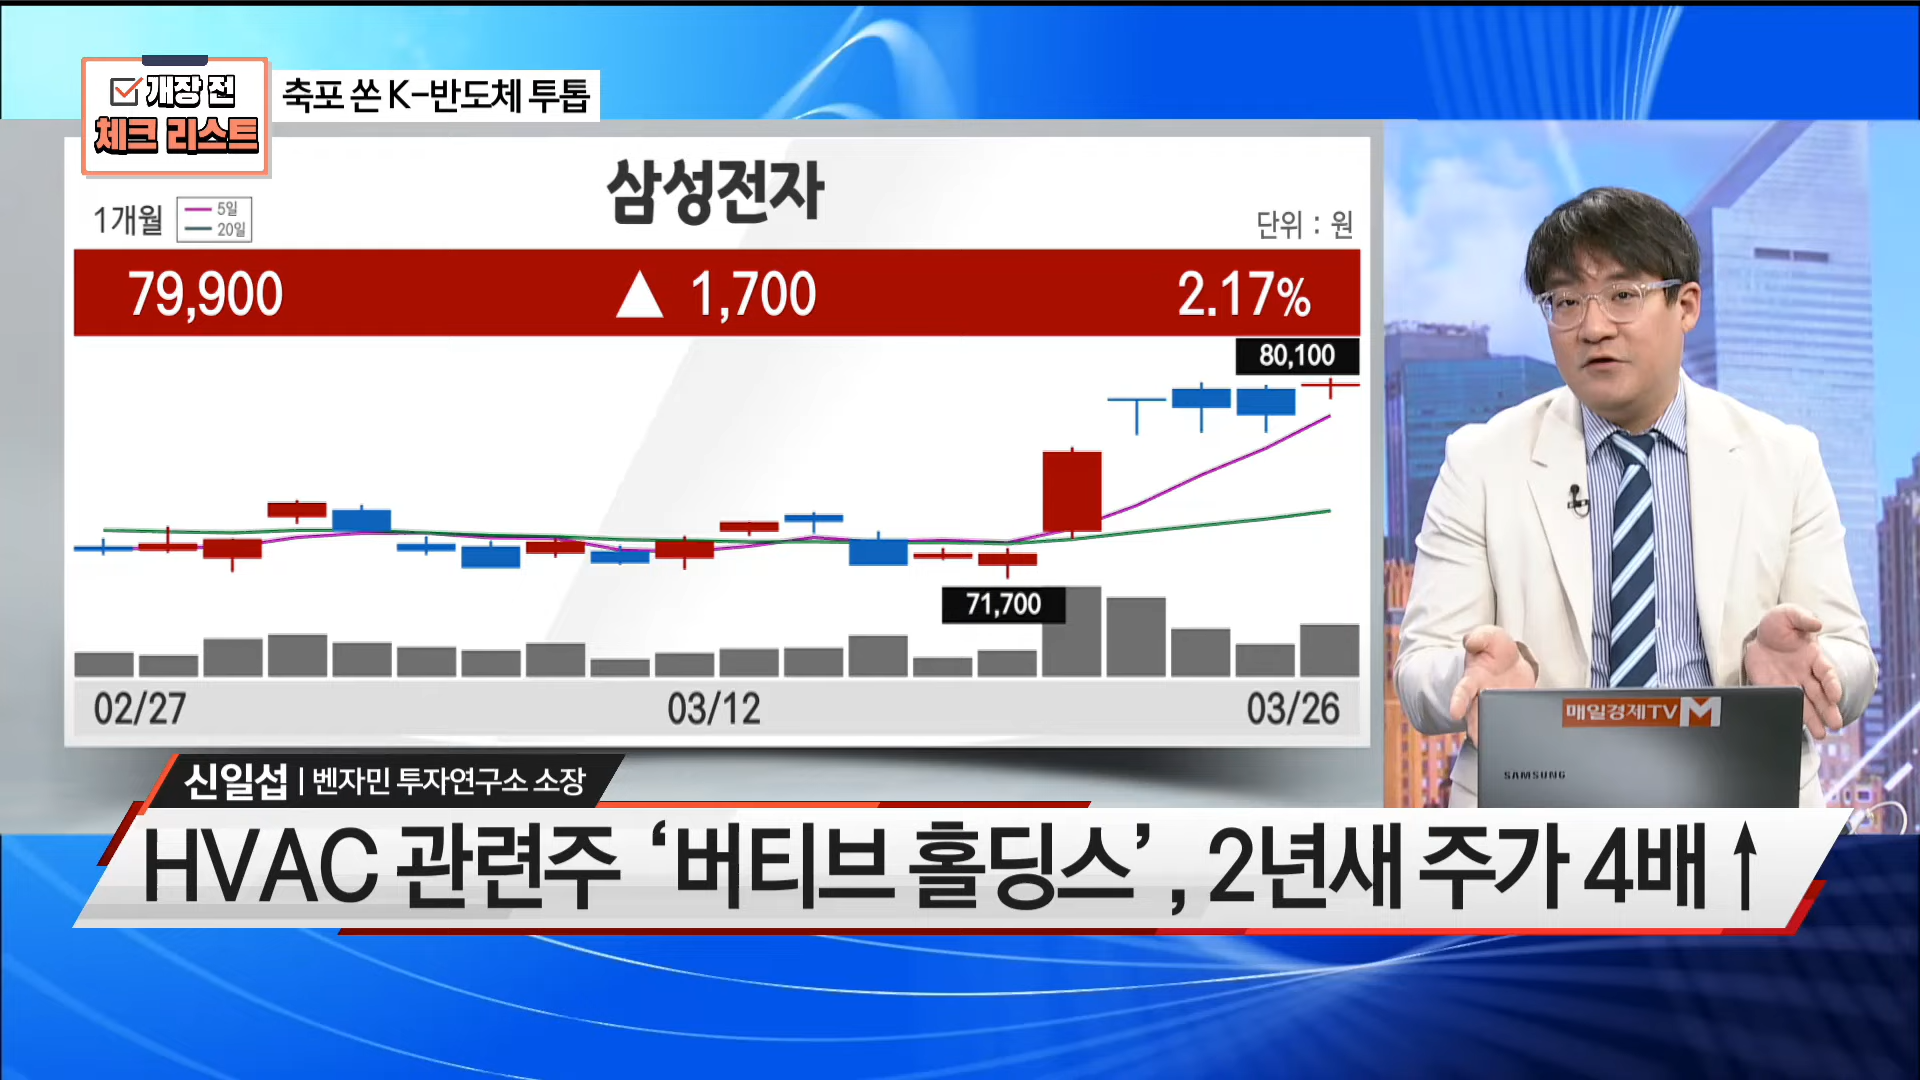 개장 전
체크 리스트
축포 쏜 K-반도체 투톱
삼성전자
1개월
5일
20일
단위 : 원
79,900 ▲ 1,700 2.17%
80,100
71,700
02/27 03/12 03/26
매일경제TV M
SAMSUNG
신일섭 | 벤자민 투자연구소 소장
HVAC 관련주 ‘버티브 홀딩스’, 2년새 주가 4배↑